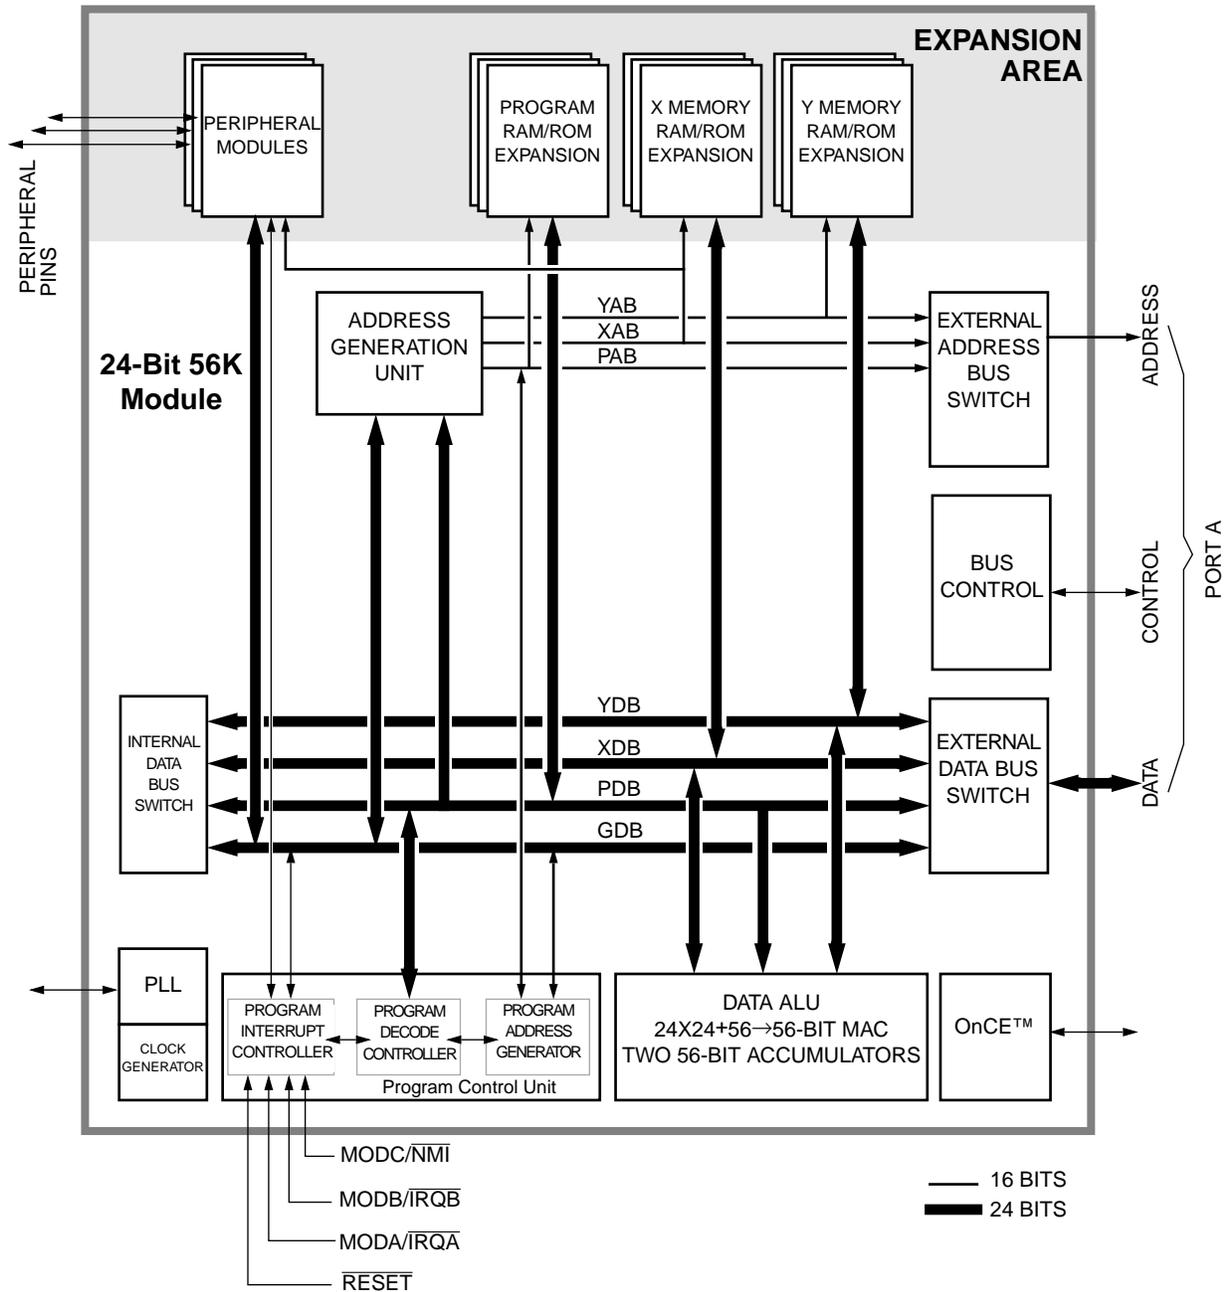 EXPANSION
AREA
PERIPHERAL
MODULES
PROGRAM
RAM/ROM
EXPANSION
X MEMORY
RAM/ROM
EXPANSION
Y MEMORY
RAM/ROM
EXPANSION
PERIPHERAL
PINS
24-Bit 56K
Module
ADDRESS
GENERATION
UNIT
YAB
XAB
PAB
EXTERNAL
ADDRESS
BUS
SWITCH
ADDRESS
BUS
CONTROL
CONTROL
PORT A
INTERNAL
DATA
BUS
SWITCH
YDB
XDB
PDB
GDB
EXTERNAL
DATA BUS
SWITCH
DATA
PLL
CLOCK
GENERATOR
PROGRAM
INTERRUPT
CONTROLLER
PROGRAM
DECODE
CONTROLLER
PROGRAM
ADDRESS
GENERATOR
Program Control Unit
DATA ALU
24X24+56→56-BIT MAC
TWO 56-BIT ACCUMULATORS
OnCE™
MODC/N̅M̅I̅
MODB/I̅R̅Q̅B̅
MODA/I̅R̅Q̅A̅
R̅E̅S̅E̅T̅
16 BITS
24 BITS